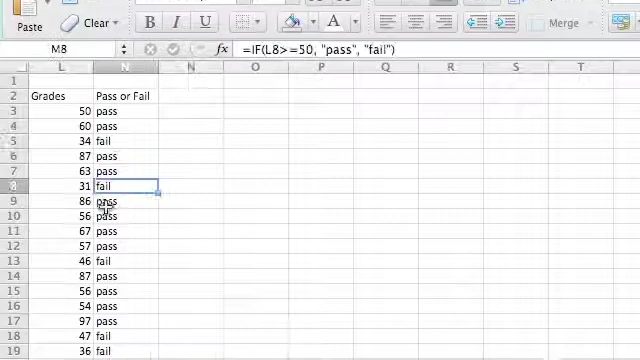 Paste
Clear
B I U
A
Merge
M8
fx
=IF(L8>=50, "pass", "fail")
L N N O P Q R S T
1
2 Grades Pass or Fail
3 50 pass
4 60 pass
5 34 fail
6 87 pass
7 63 pass
8 31 fail
9 86 pass
10 56 pass
11 67 pass
12 57 pass
13 46 fail
14 87 pass
15 56 pass
16 54 pass
17 97 pass
18 47 fail
19 36 fail